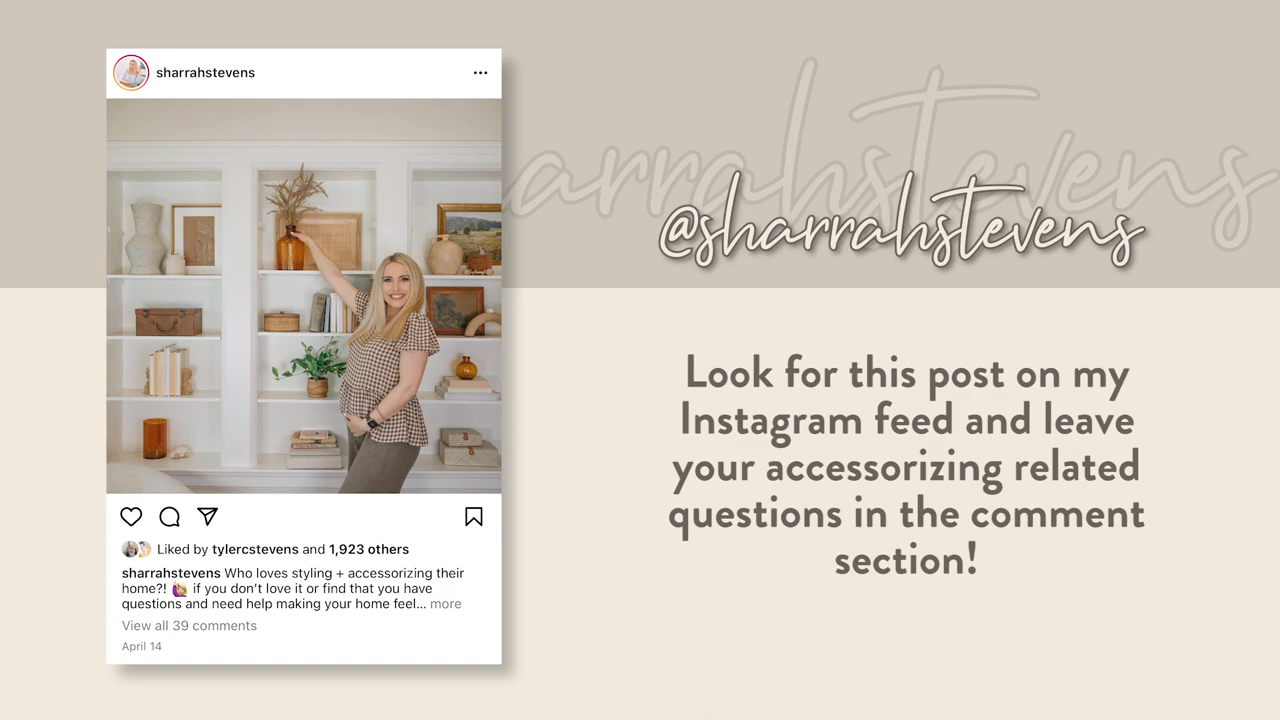 sharrahstevens
arrahstevens
@sharrahstevens
Look for this post on my
Instagram feed and leave
your accessorizing related
questions in the comment
section!
Liked by tylercstevens and 1,923 others
sharrahstevens Who loves styling + accessorizing their
home?! 🙋🏼‍♀️ if you don't love it or find that you have
questions and need help making your home feel... more
View all 39 comments
April 14